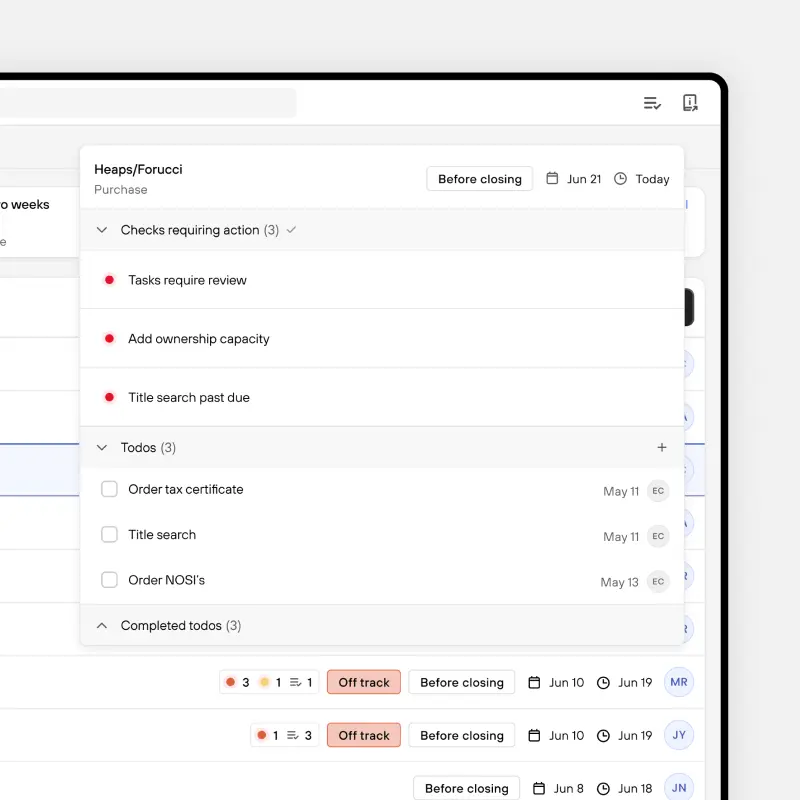 Heaps/Forucci
Purchase
Before closing Jun 21 Today
o weeks
e
Checks requiring action (3)
Tasks require review
Add ownership capacity
Title search past due
Todos (3)
Order tax certificate May 11 EC
Title search May 11 EC
Order NOSI's May 13 EC
Completed todos (3)
3 1 1 Off track Before closing Jun 10 Jun 19 MR
1 3 Off track Before closing Jun 10 Jun 19 JY
Before closing Jun 8 Jun 18 JN